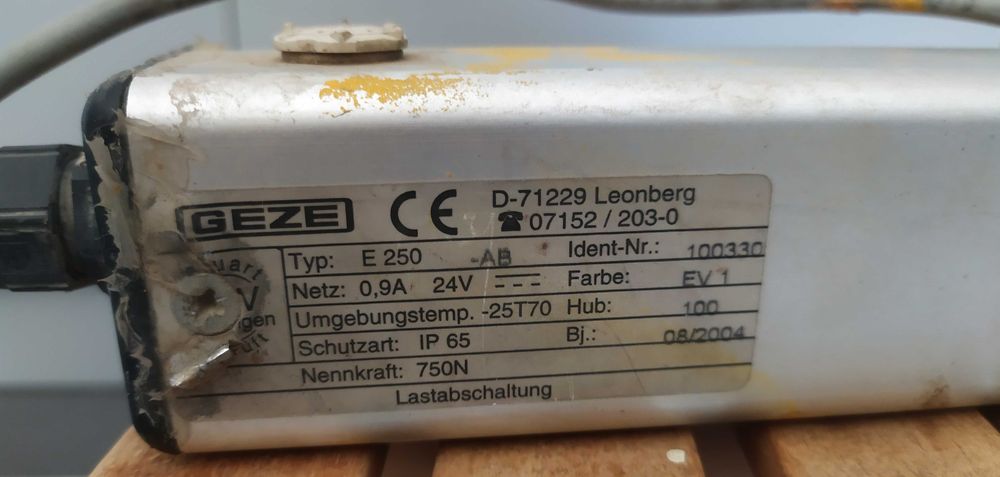 GEZE CE D-71229 Leonberg
☎ 07152 / 203-0
Typ: E 250 -AB Ident-Nr.: 100330
Netz: 0,9A 24V Farbe: EV 1
Umgebungstemp. -25T70 Hub: 100
Schutzart: IP 65 Bj.: 08/2004
Nennkraft: 750N
Lastabschaltung